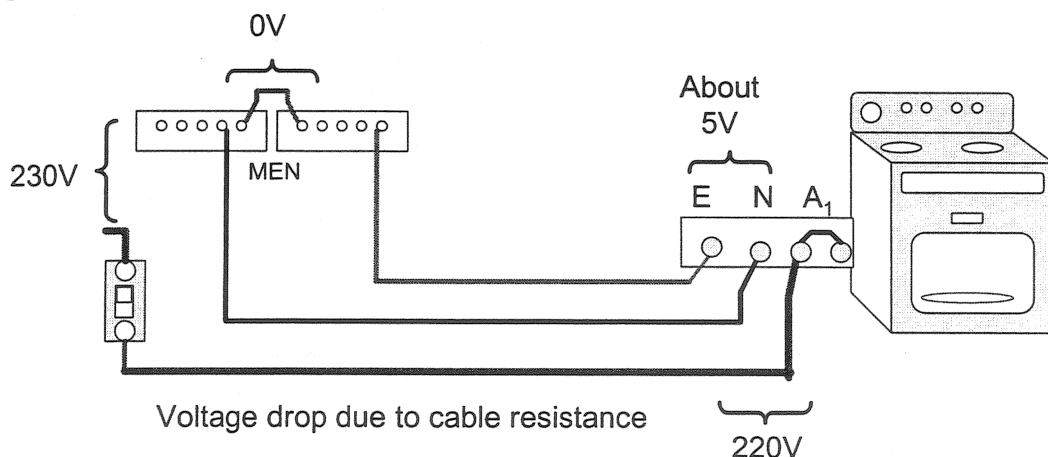 0V
About
5V
230V
MEN
E N A₁
Voltage drop due to cable resistance
220V